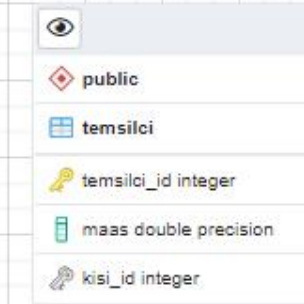 public
temsilci
temsilci_id integer
maas double precision
kisi_id integer